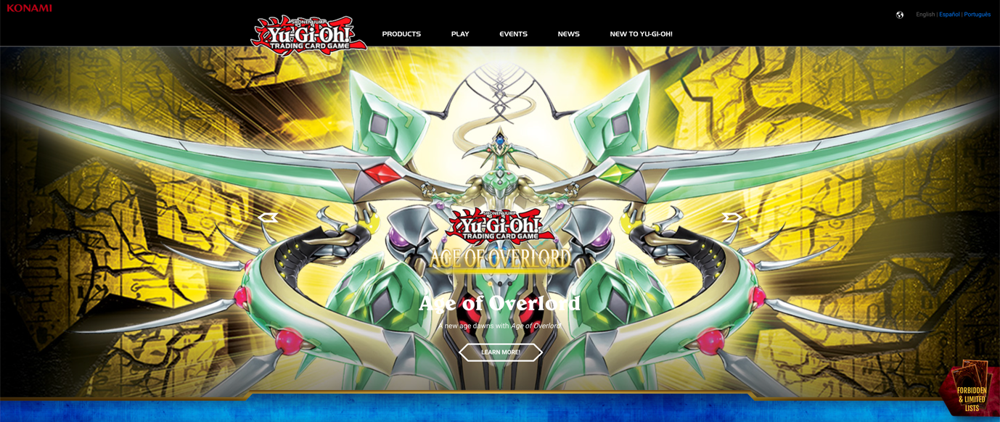 KONAMI
English | Español | Português
SHONEN JUMP
Yu-Gi-Oh!
TRADING CARD GAME
PRODUCTS
PLAY
EVENTS
NEWS
NEW TO YU-GI-OH!
SHONEN JUMP
Yu-Gi-Oh!
TRADING CARD GAME
AGE OF OVERLORD
Age of Overlord
A new age dawns with Age of Overlord.
LEARN MORE!
FORBIDDEN
& LIMITED
LISTS